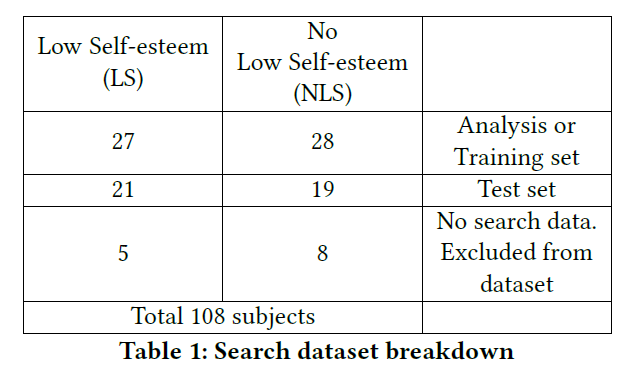 Low Self-esteem
(LS)
No
Low Self-esteem
(NLS)
27
28
Analysis or
Training set
21
19
Test set
5
8
No search data.
Excluded from
dataset
Total 108 subjects
Table 1: Search dataset breakdown